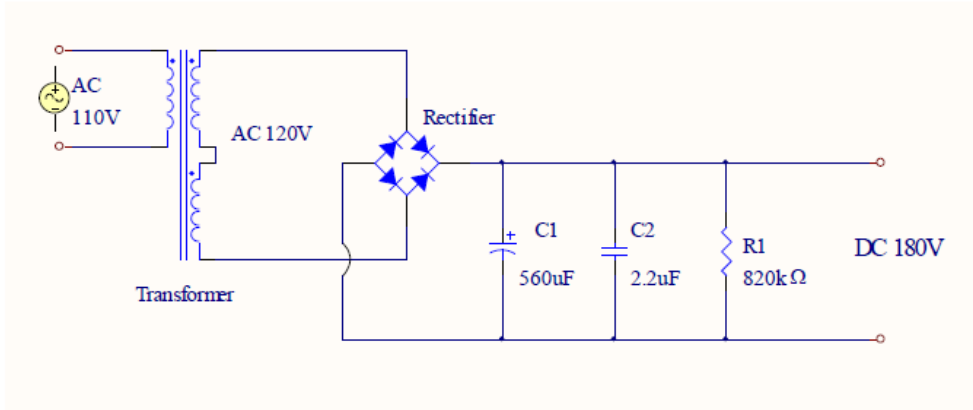 AC
110V
AC 120V
Rectifier
+
C1
560uF
C2
2.2uF
R1
820kΩ
DC 180V
Transformer